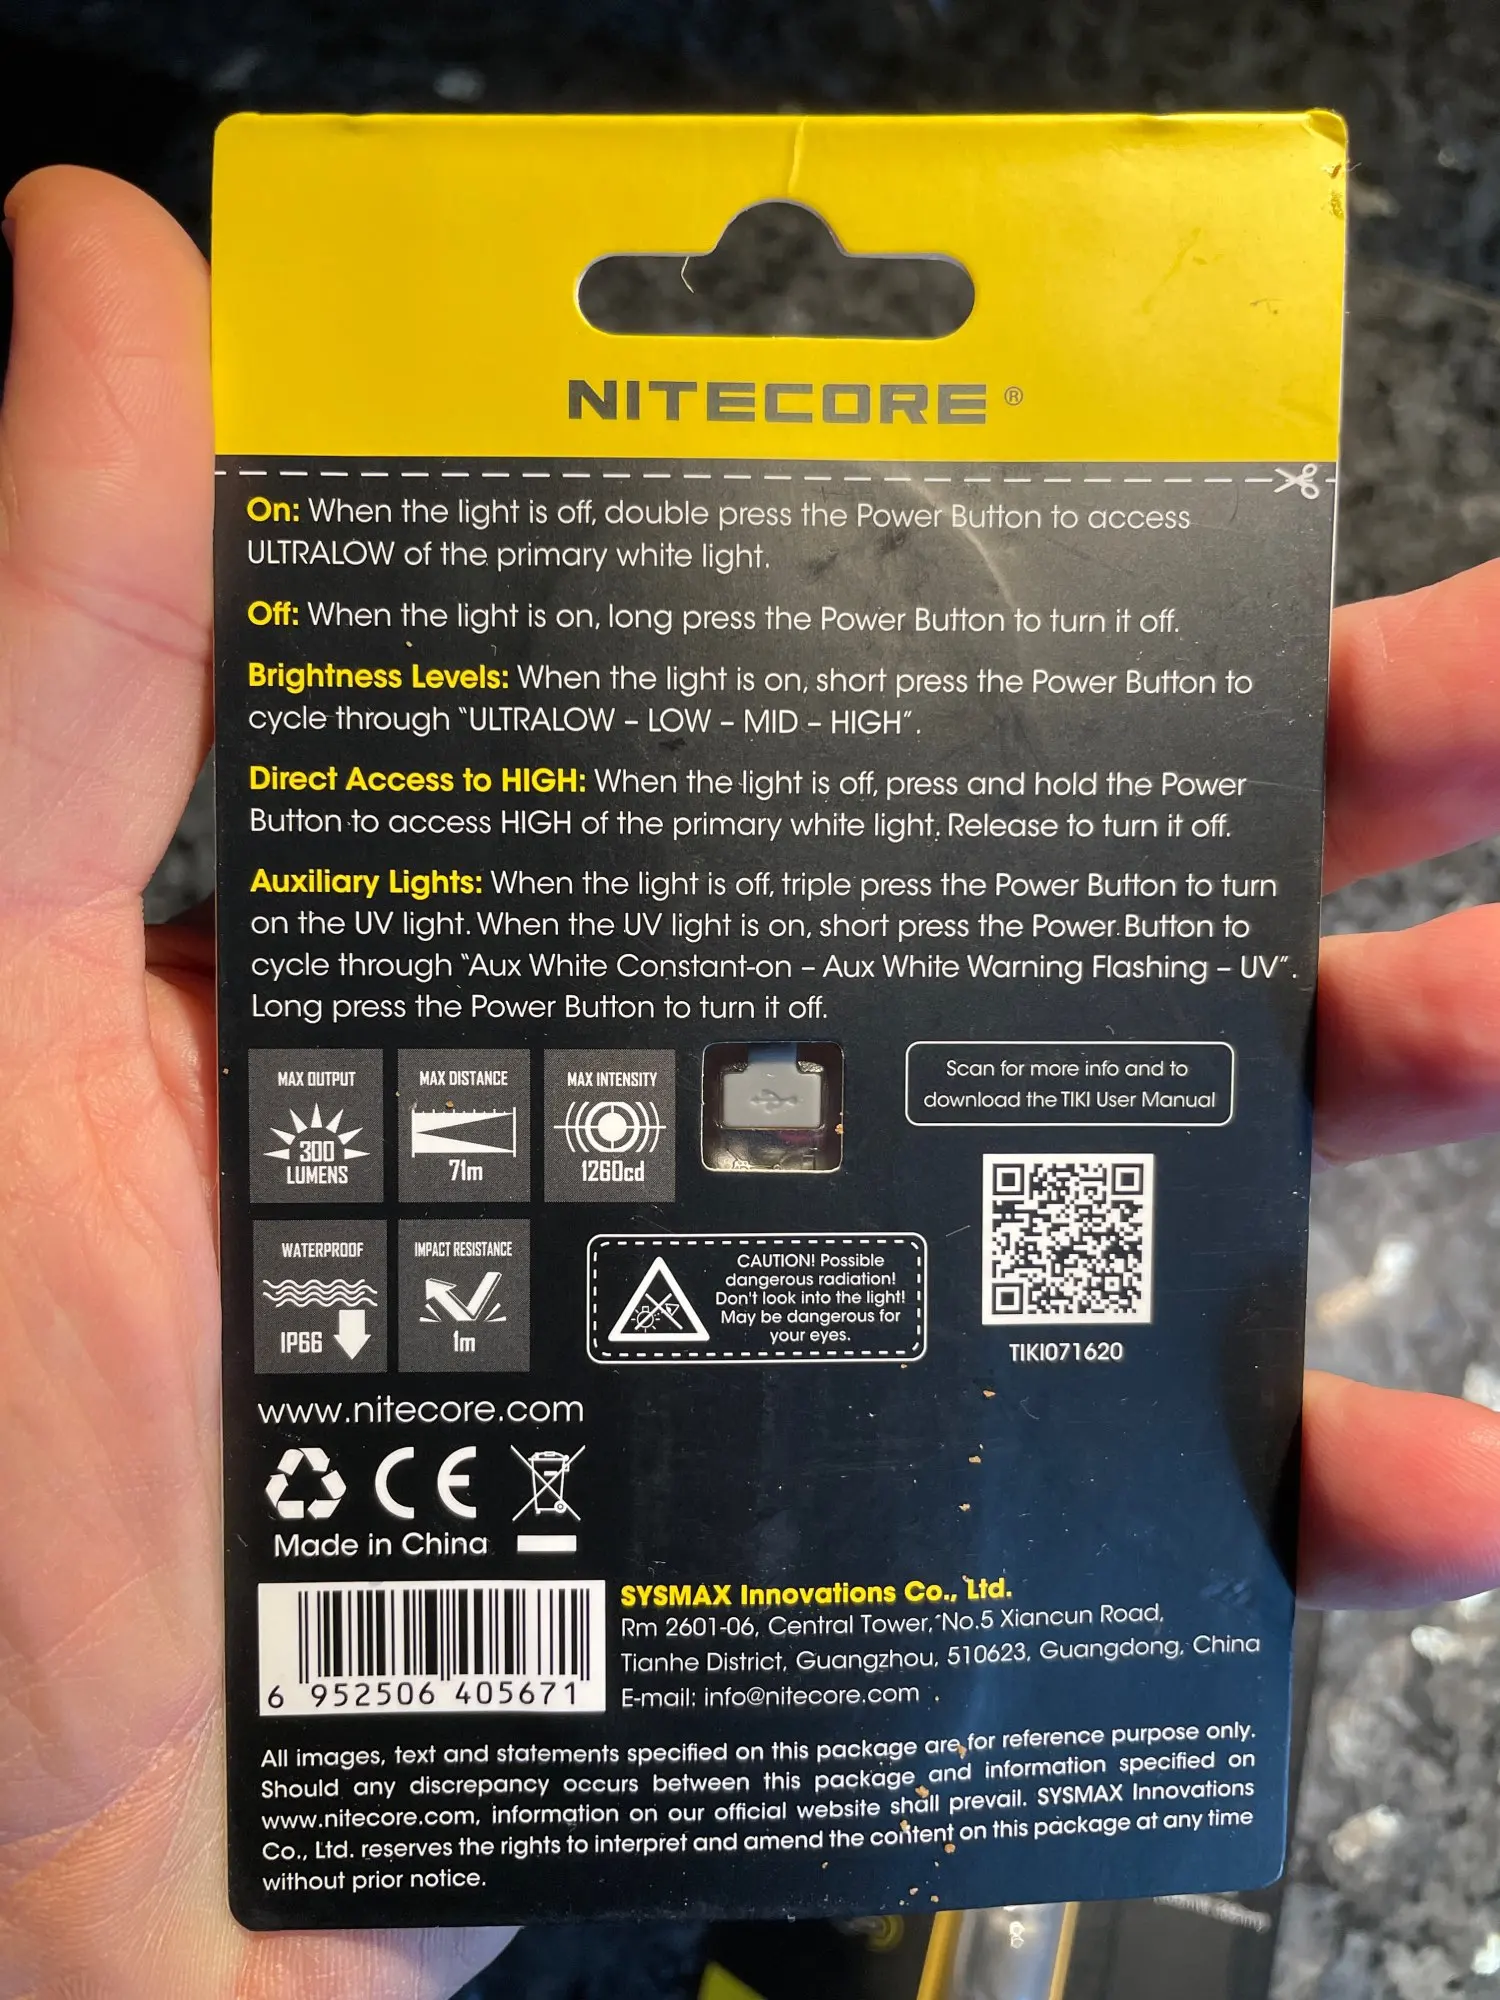 NITECORE ®
On: When the light is off, double press the Power Button to access
ULTRALOW of the primary white light.
Off: When the light is on, long press the Power Button to turn it off.
Brightness Levels: When the light is on, short press the Power Button to
cycle through “ULTRALOW – LOW – MID – HIGH”.
Direct Access to HIGH: When the light is off, press and hold the Power
Button to access HIGH of the primary white light. Release to turn it off.
Auxiliary Lights: When the light is off, triple press the Power Button to turn
on the UV light. When the UV light is on, short press the Power Button to
cycle through “Aux White Constant-on – Aux White Warning Flashing – UV”.
Long press the Power Button to turn it off.
MAX OUTPUT
300
LUMENS
MAX DISTANCE
71m
MAX INTENSITY
1260cd
Scan for more info and to
download the TIKI User Manual
WATERPROOF
IP66
IMPACT RESISTANCE
1m
CAUTION! Possible
dangerous radiation!
Don't look into the light!
May be dangerous for
your eyes.
TIKI071620
www.nitecore.com
CE
Made in China
6 952506 405671
SYSMAX Innovations Co., Ltd.
Rm 2601-06, Central Tower, No.5 Xiancun Road,
Tianhe District, Guangzhou, 510623, Guangdong, China
E-mail: info@nitecore.com
All images, text and statements specified on this package are for reference purpose only.
Should any discrepancy occurs between this package and information specified on
www.nitecore.com, information on our official website shall prevail. SYSMAX Innovations
Co., Ltd. reserves the rights to interpret and amend the content on this package at any time
without prior notice.